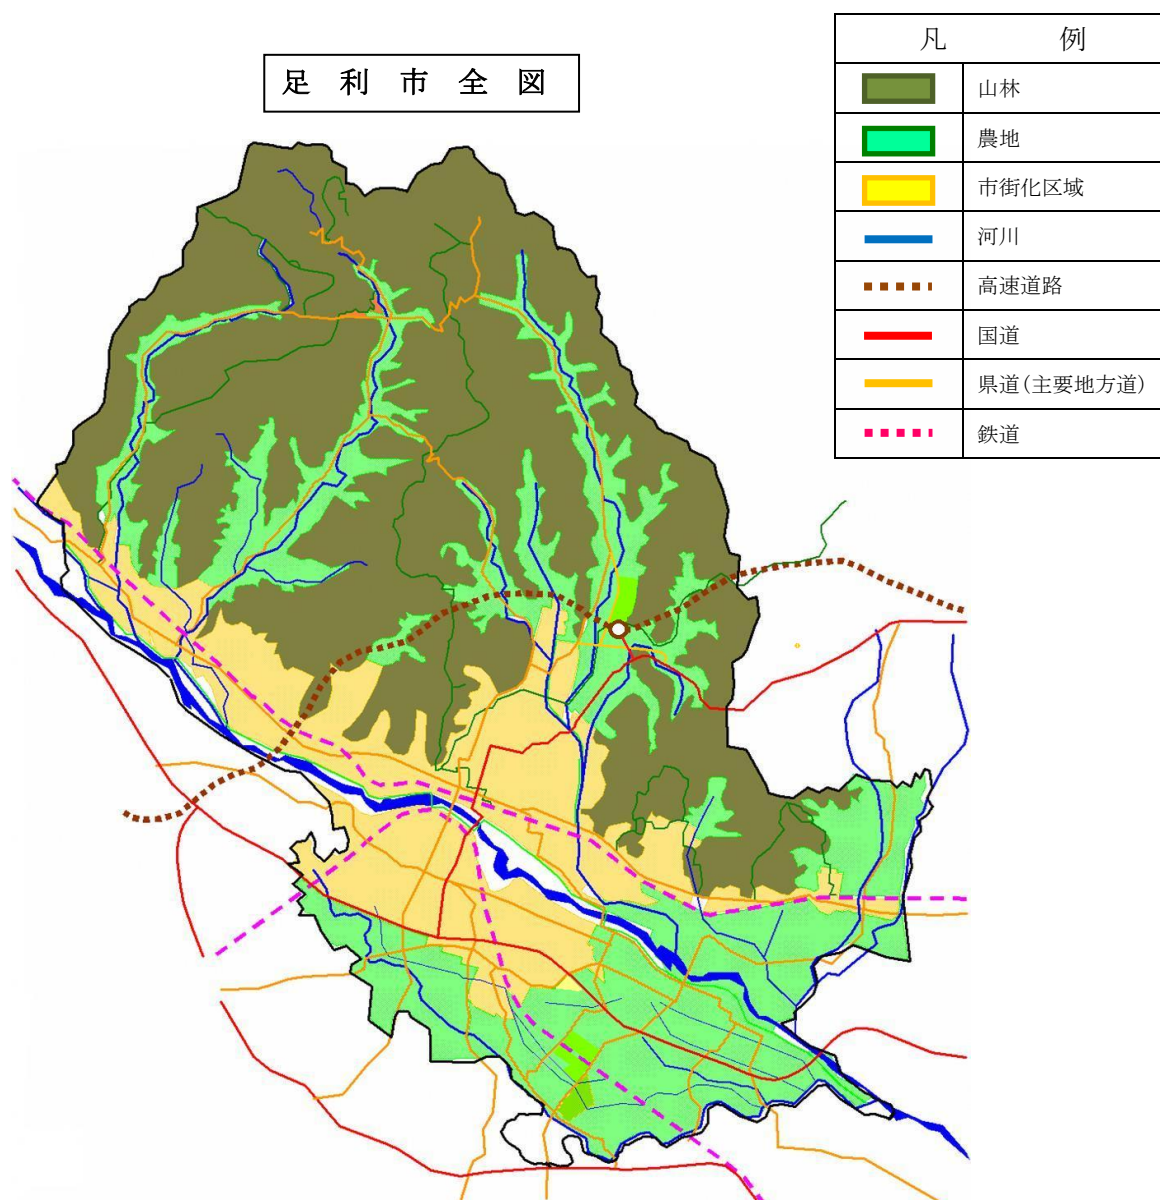 足利市全図
凡例
山林
農地
市街化区域
河川
高速道路
国道
県道(主要地方道)
鉄道